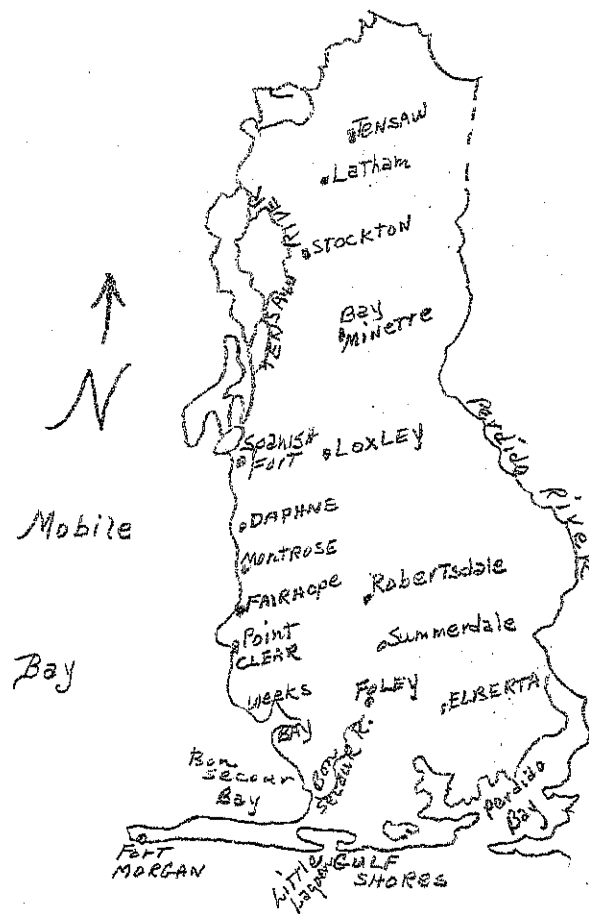 TENSAW
Latham
TENSAW RIVER
STOCKTON
Bay
MINETTE
N
Perdido River
Spanish
FORT
LOXLEY
Mobile
DAPHNE
MONTROSE
FAIRHOPE
Robertsdale
Point
CLEAR
Summerdale
Bay
Weeks
BAY
FOLEY
ELBERTA
Bon
SECOUR
BAY
Bon
SECOUR R.
Perdido
Bay
FORT
MORGAN
LITTLE
Lagoon
GULF
SHORES